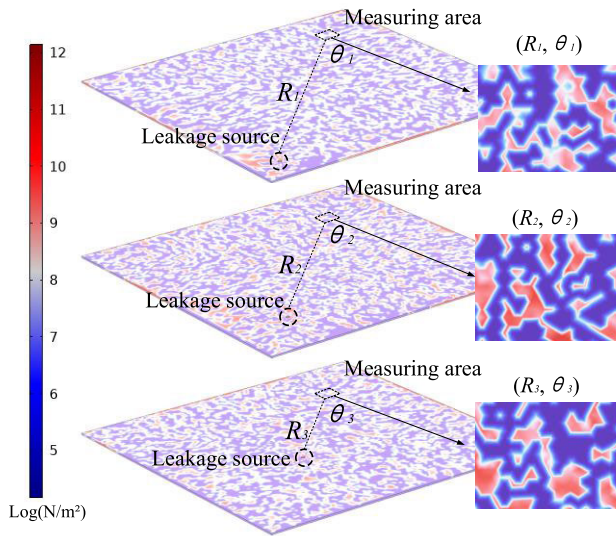 12
11
10
9
8
7
6
5
Log(N/m²)
Measuring area
θ₁
R₁
Leakage source
(R₁, θ₁)
Measuring area
θ₂
R₂
Leakage source
(R₂, θ₂)
Measuring area
θ₃
R₃
Leakage source
(R₃, θ₃)